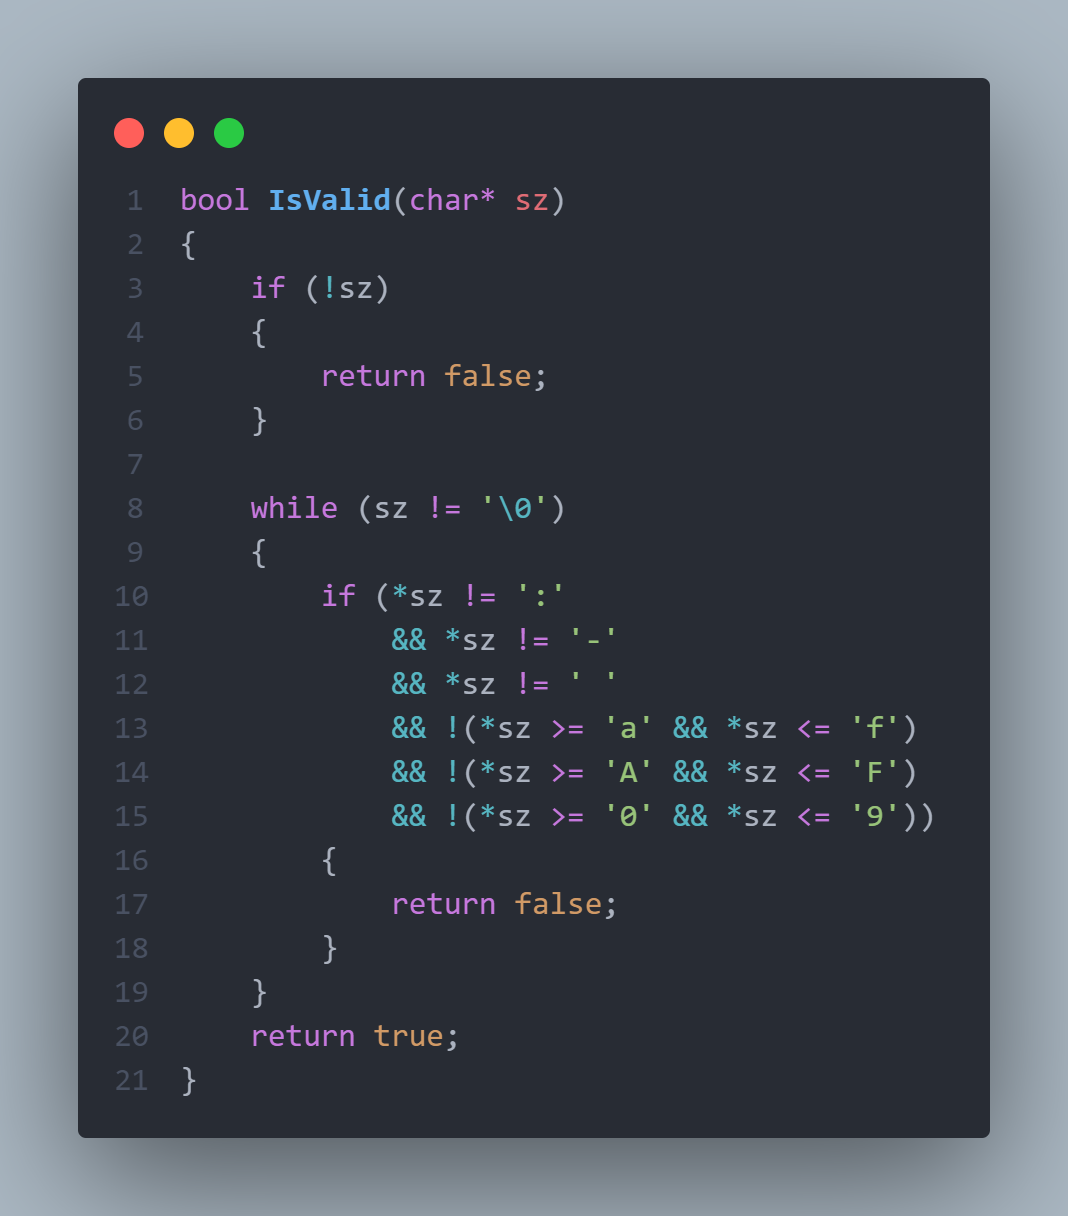 1 bool IsValid(char* sz)
2 {
3     if (!sz)
4     {
5         return false;
6     }
7
8     while (sz != '\0')
9     {
10         if (*sz != ':'
11             && *sz != '-'
12             && *sz != ' '
13             && !(*sz >= 'a' && *sz <= 'f')
14             && !(*sz >= 'A' && *sz <= 'F')
15             && !(*sz >= '0' && *sz <= '9'))
16         {
17             return false;
18         }
19     }
20     return true;
21 }